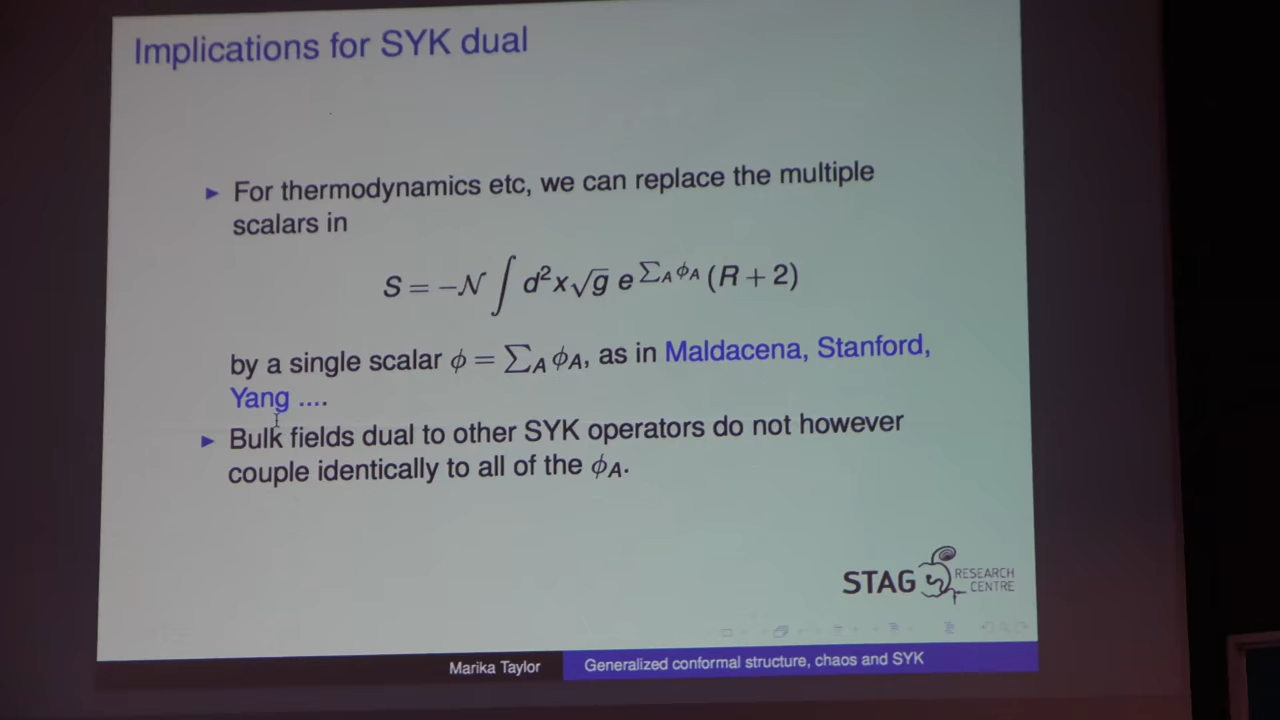 Implications for SYK dual
▶ For thermodynamics etc, we can replace the multiple
scalars in
S = −𝒩 ∫ d²x√g e^{∑_A ϕ_A} (R + 2)
by a single scalar ϕ = ∑_A ϕ_A, as in Maldacena, Stanford,
Yang ....
▶ Bulk fields dual to other SYK operators do not however
couple identically to all of the ϕ_A.
STAG RESEARCH
CENTRE
Marika Taylor Generalized conformal structure, chaos and SYK